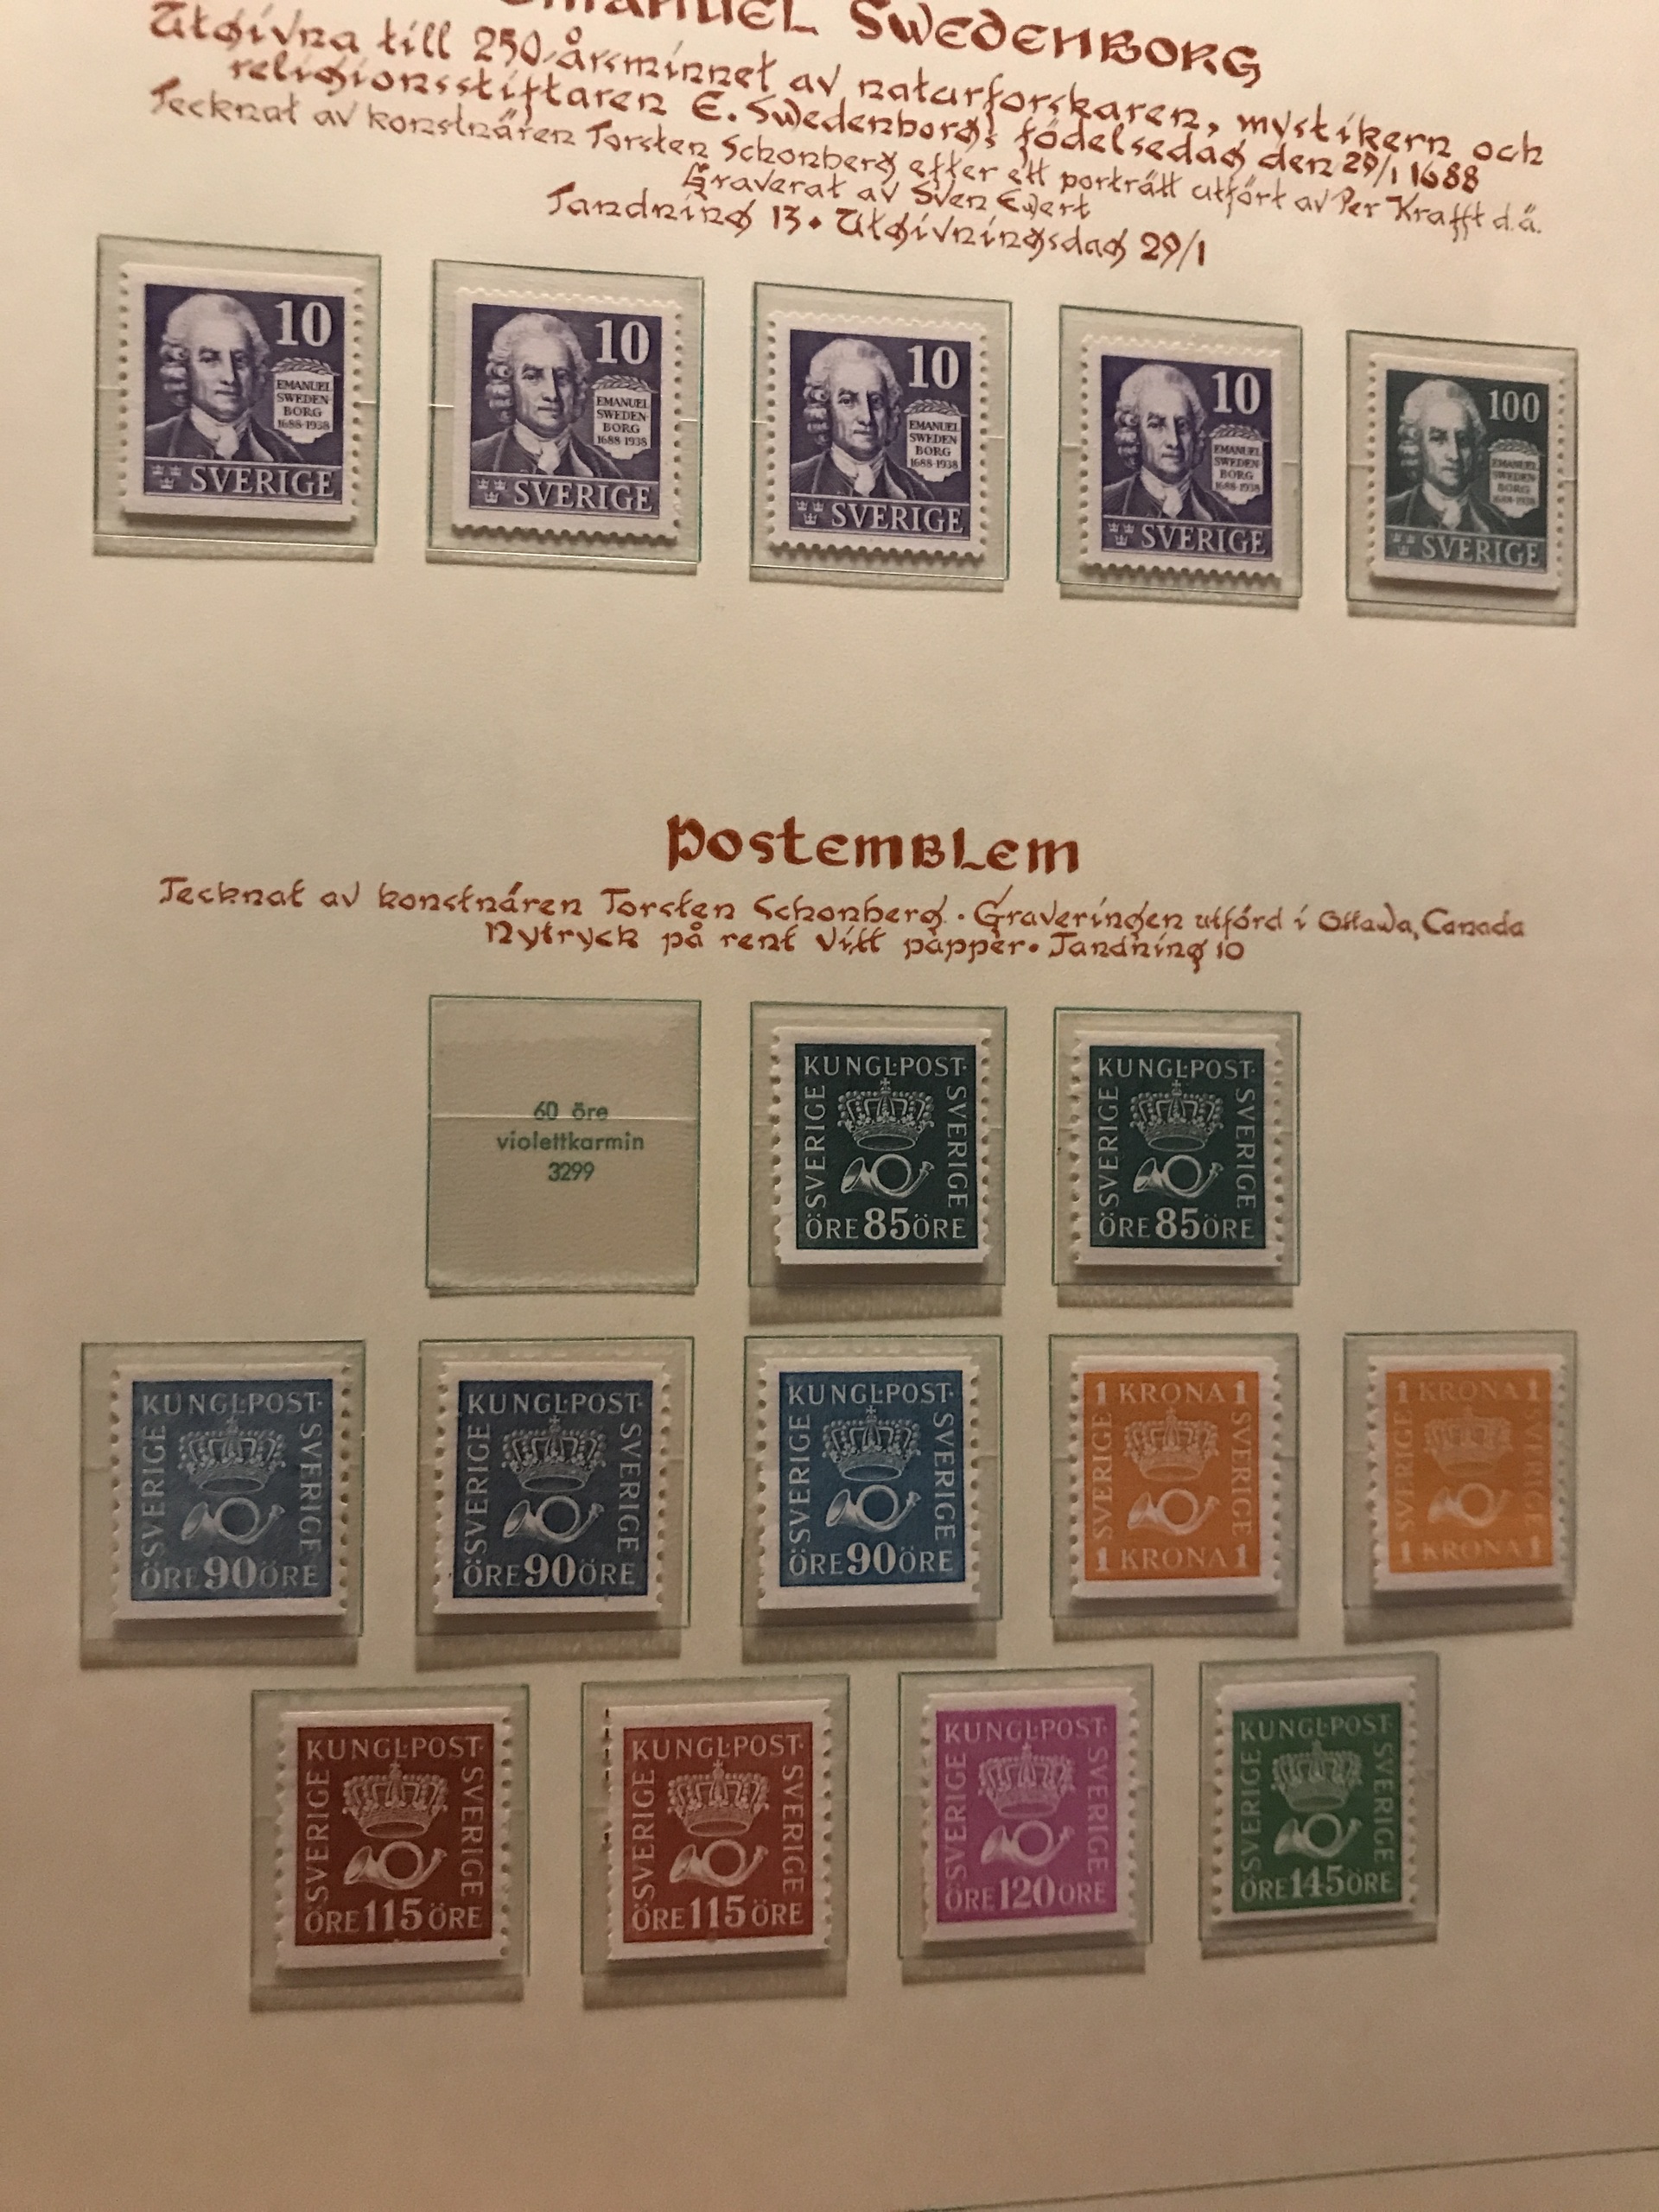 EMANUEL SWEDENBORG
Utgivna till 250-årsminnet av naturforskaren, mystikern och
religionsstiftaren E. Swedenborgs födelsedag den 29/1 1688
Tecknat av konstnären Torsten Schonberg efter ett porträtt utfört av Per Krafft d.ä.
Graverat av Sven Ewert
Tandning 13 • Utgivningsdag 29/1
10
EMANUEL
SWEDEN
BORG
1688-1938
SVERIGE
10
EMANUEL
SWEDEN-
BORG
1688-1938
SVERIGE
10
EMANUEL
SWEDEN
BORG
1688-1938
SVERIGE
10
EMANUEL
SWEDEN
BORG
1688-1938
SVERIGE
100
EMANUEL
SWEDEN
BORG
1688-1938
SVERIGE
Postemblem
Tecknat av konstnären Torsten Schonberg • Graveringen utförd i Ottawa, Canada
Nytryck på rent vitt papper • Tandning 10
60 öre
violettkarmin
3299
KUNGL·POST·
SVERIGE
SVERIGE
ÖRE 85 ÖRE
KUNGL·POST·
SVERIGE
SVERIGE
ÖRE 85 ÖRE
KUNGL·POST·
SVERIGE
SVERIGE
ÖRE 90 ÖRE
KUNGL·POST·
SVERIGE
SVERIGE
ÖRE 90 ÖRE
KUNGL·POST·
SVERIGE
SVERIGE
ÖRE 90 ÖRE
1 KRONA 1
SVERIGE
SVERIGE
1 KRONA 1
1 KRONA 1
SVERIGE
SVERIGE
1 KRONA 1
KUNGL·POST·
SVERIGE
SVERIGE
ÖRE 115 ÖRE
KUNGL·POST·
SVERIGE
SVERIGE
ÖRE 115 ÖRE
KUNGL·POST·
SVERIGE
SVERIGE
ÖRE 120 ÖRE
KUNGL·POST·
SVERIGE
SVERIGE
ÖRE 145 ÖRE